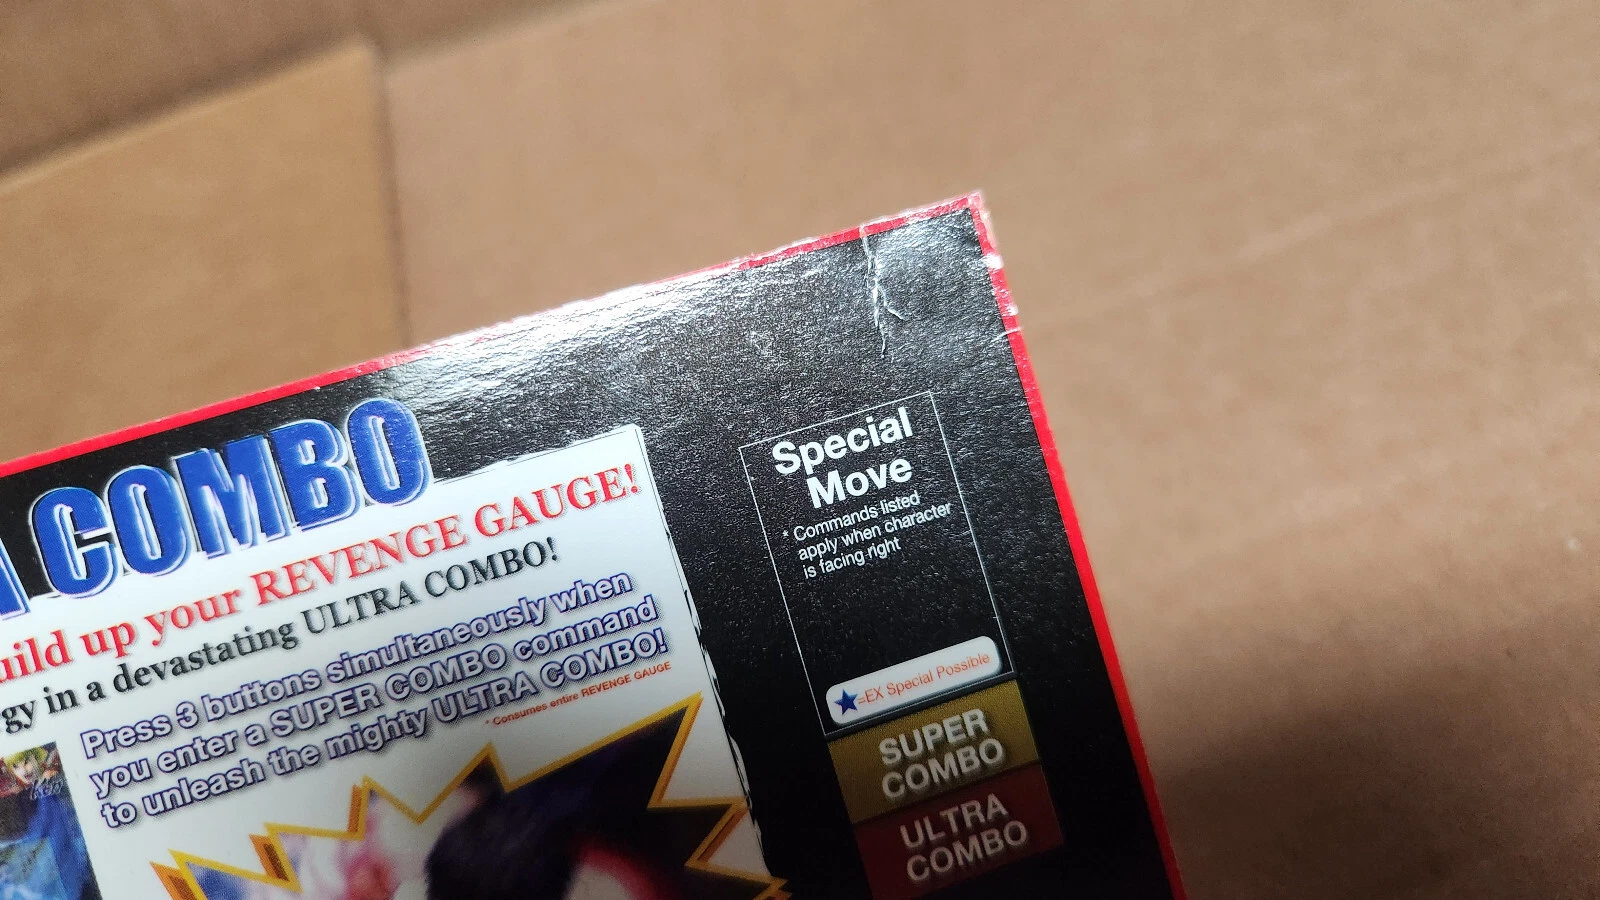 COMBO
build up your REVENGE GAUGE!
in a devastating ULTRA COMBO!
Press 3 buttons simultaneously when
you enter a SUPER COMBO command
to unleash the mighty ULTRA COMBO!
* Consumes entire REVENGE GAUGE
Special
Move
* Commands listed
apply when character
is facing right
★=EX Special Possible
SUPER
COMBO
ULTRA
COMBO